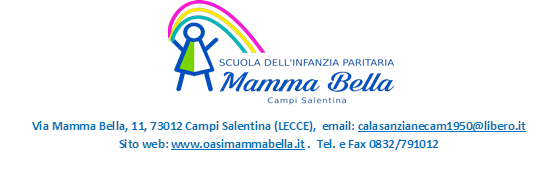 SCUOLA DELL'INFANZIA PARITARIA
Mamma Bella
Campi Salentina
Via Mamma Bella, 11, 73012 Campi Salentina (LECCE), email: calasanzianecam1950@libero.it
Sito web: www.oasimammabella.it . Tel. e Fax 0832/791012